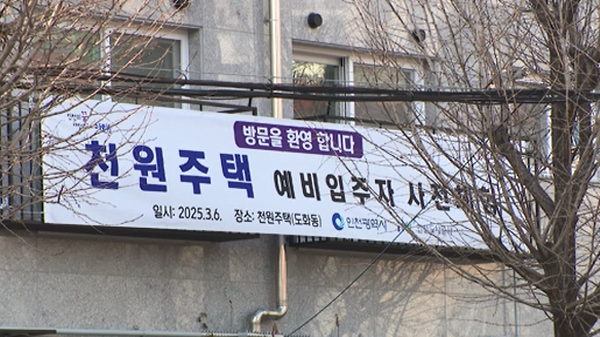 방문을 환영 합니다
천원주택 예비입주자 사전체험
일시: 2025.3.6. 장소: 천원주택(도화동) 인천광역시